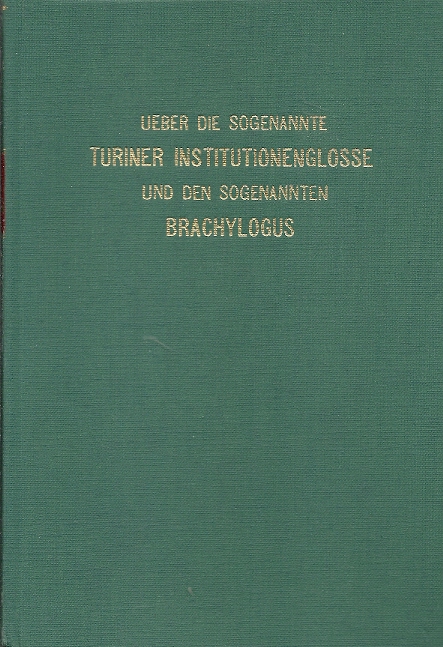 UEBER DIE SOGENANNTE
TURINER INSTITUTIONENGLOSSE
UND DEN SOGENANNTEN
BRACHYLOGUS